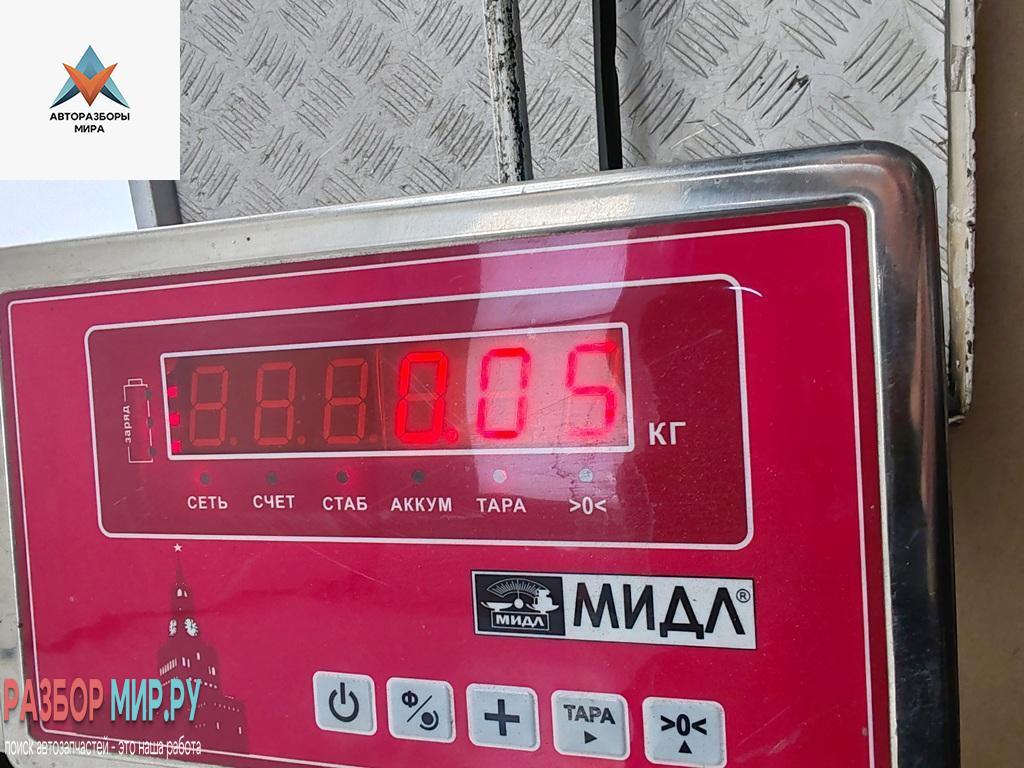 АВТОРАЗБОРЫ
МИРА
заряд
0.05
КГ
СЕТЬ СЧЕТ СТАБ АККУМ ТАРА >0<
МИДЛ МИДЛ®
Ф
ТАРА >0<
РАЗБОР МИР.РУ
поиск автозапчастей - это наша работа